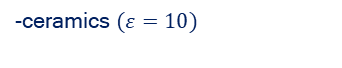 -ceramics (𝜀 = 10)